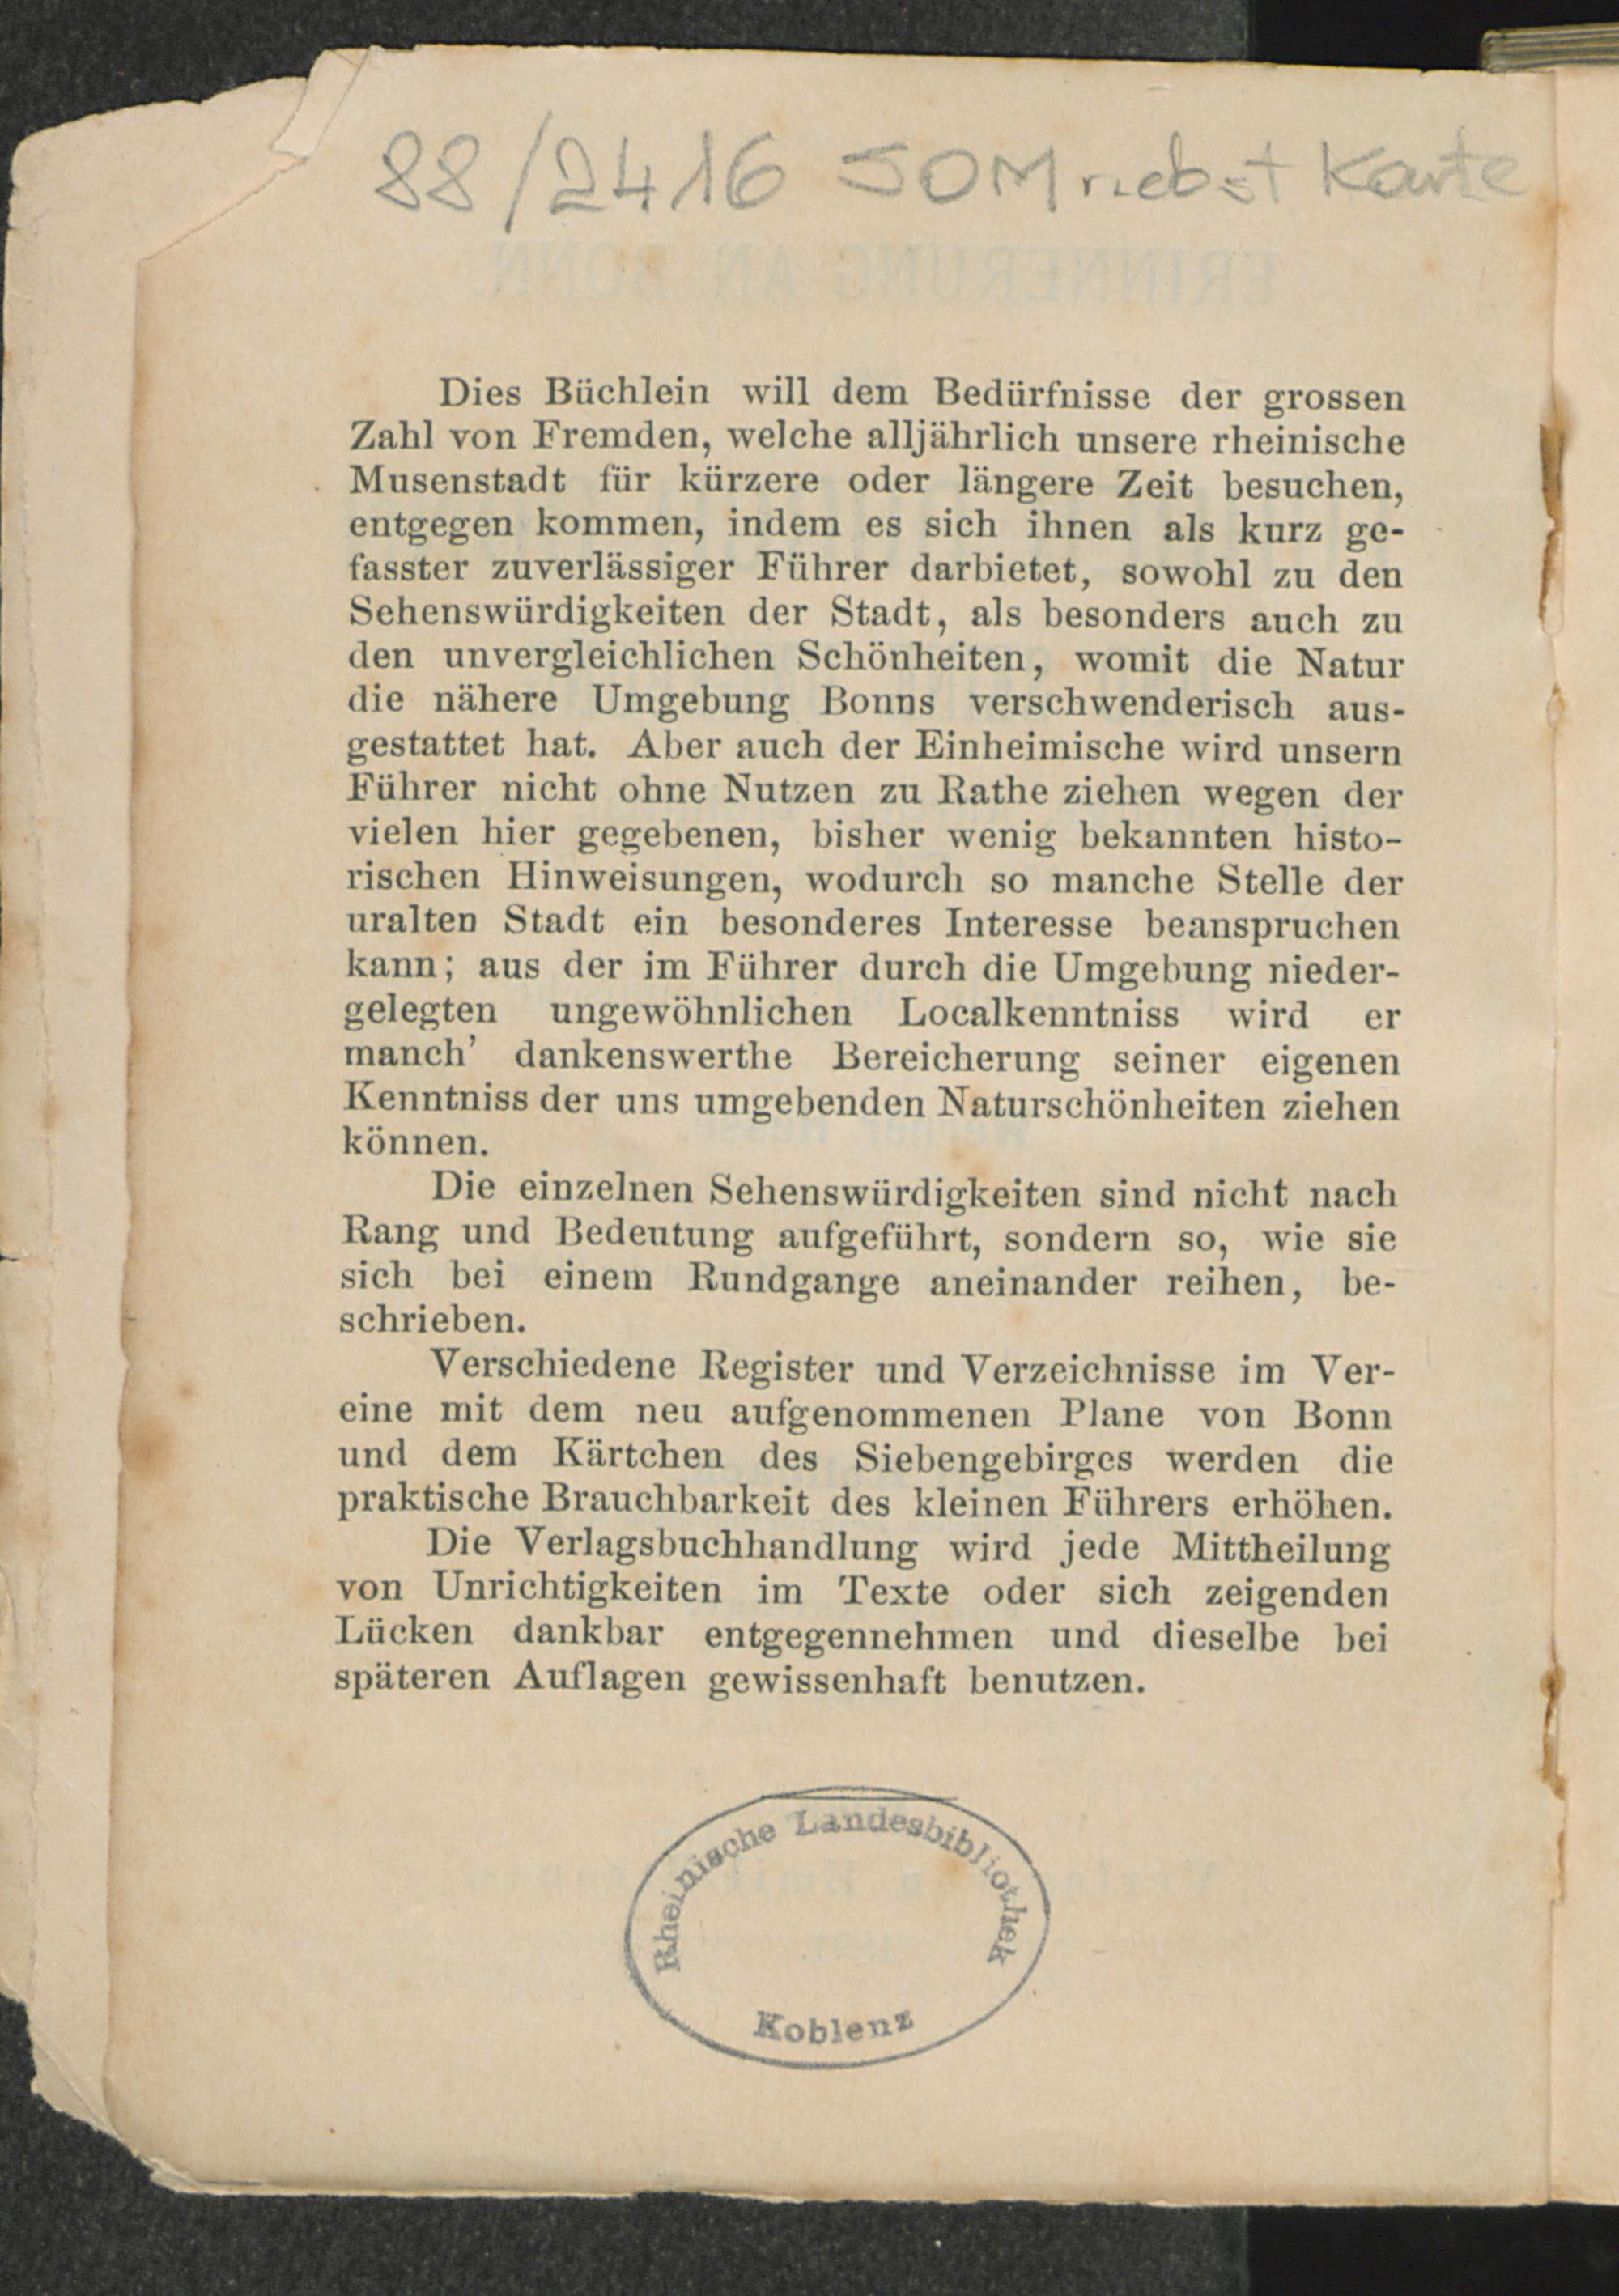 88/2416 SOM nebst Karte
Dies Büchlein will dem Bedürfnisse der grossen
Zahl von Fremden, welche alljährlich unsere rheinische
Musenstadt für kürzere oder längere Zeit besuchen,
entgegen kommen, indem es sich ihnen als kurz ge-
fasster zuverlässiger Führer darbietet, sowohl zu den
Sehenswürdigkeiten der Stadt, als besonders auch zu
den unvergleichlichen Schönheiten, womit die Natur
die nähere Umgebung Bonns verschwenderisch aus-
gestattet hat. Aber auch der Einheimische wird unsern
Führer nicht ohne Nutzen zu Rathe ziehen wegen der
vielen hier gegebenen, bisher wenig bekannten histo-
rischen Hinweisungen, wodurch so manche Stelle der
uralten Stadt ein besonderes Interesse beanspruchen
kann; aus der im Führer durch die Umgebung nieder-
gelegten ungewöhnlichen Localkenntniss wird er
manch' dankenswerthe Bereicherung seiner eigenen
Kenntniss der uns umgebenden Naturschönheiten ziehen
können.
Die einzelnen Sehenswürdigkeiten sind nicht nach
Rang und Bedeutung aufgeführt, sondern so, wie sie
sich bei einem Rundgange aneinander reihen, be-
schrieben.
Verschiedene Register und Verzeichnisse im Ver-
eine mit dem neu aufgenommenen Plane von Bonn
und dem Kärtchen des Siebengebirges werden die
praktische Brauchbarkeit des kleinen Führers erhöhen.
Die Verlagsbuchhandlung wird jede Mittheilung
von Unrichtigkeiten im Texte oder sich zeigenden
Lücken dankbar entgegennehmen und dieselbe bei
späteren Auflagen gewissenhaft benutzen.
Rheinische Landesbibliothek
Koblenz